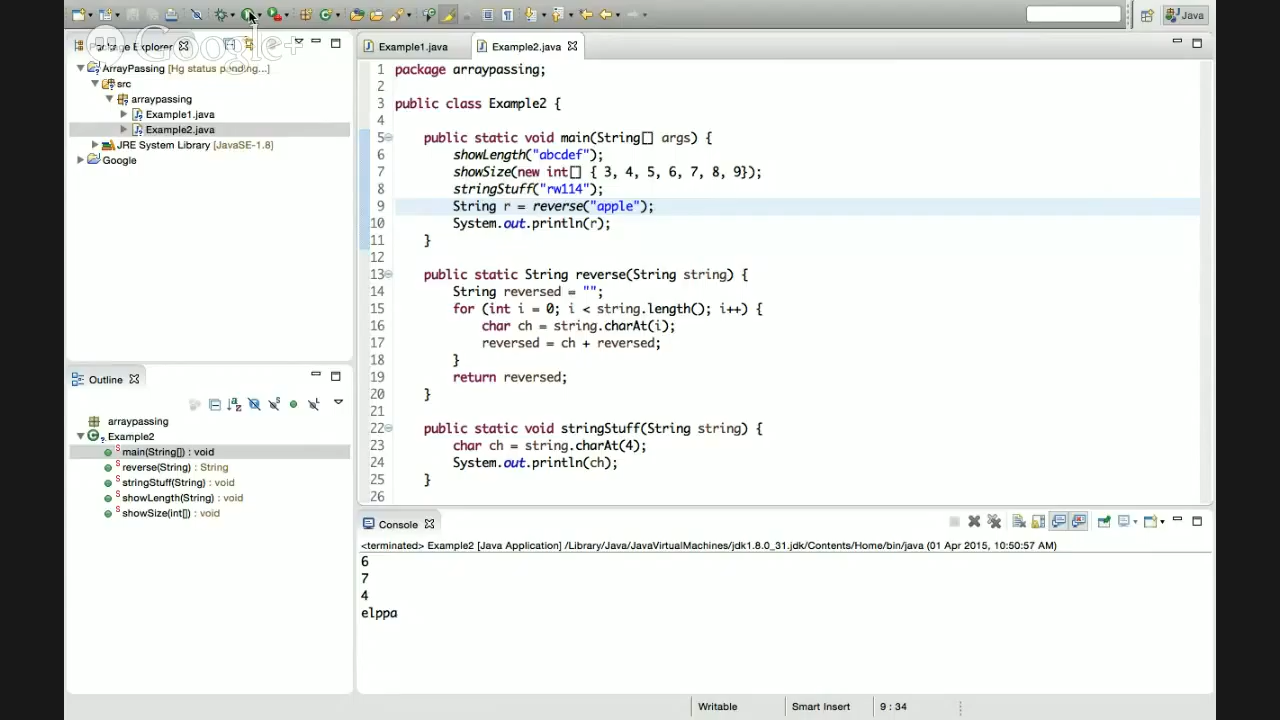 Java
Google+
Package Explorer
ArrayPassing [Hg status pending...]
src
arraypassing
Example1.java
Example2.java
JRE System Library [JavaSE-1.8]
Google
Outline
arraypassing
Example2
main(String[]) : void
reverse(String) : String
stringStuff(String) : void
showLength(String) : void
showSize(int[]) : void
Example1.java
Example2.java
1 package arraypassing;
2
3 public class Example2 {
4
5 public static void main(String[] args) {
6 showLength("abcdef");
7 showSize(new int[] { 3, 4, 5, 6, 7, 8, 9});
8 stringStuff("rw114");
9 String r = reverse("apple");
10 System.out.println(r);
11 }
12
13 public static String reverse(String string) {
14 String reversed = "";
15 for (int i = 0; i < string.length(); i++) {
16 char ch = string.charAt(i);
17 reversed = ch + reversed;
18 }
19 return reversed;
20 }
21
22 public static void stringStuff(String string) {
23 char ch = string.charAt(4);
24 System.out.println(ch);
25 }
26
Console
<terminated> Example2 [Java Application] /Library/Java/JavaVirtualMachines/jdk1.8.0_31.jdk/Contents/Home/bin/java (01 Apr 2015, 10:50:57 AM)
6
7
4
elppa
Writable
Smart Insert
9 : 34